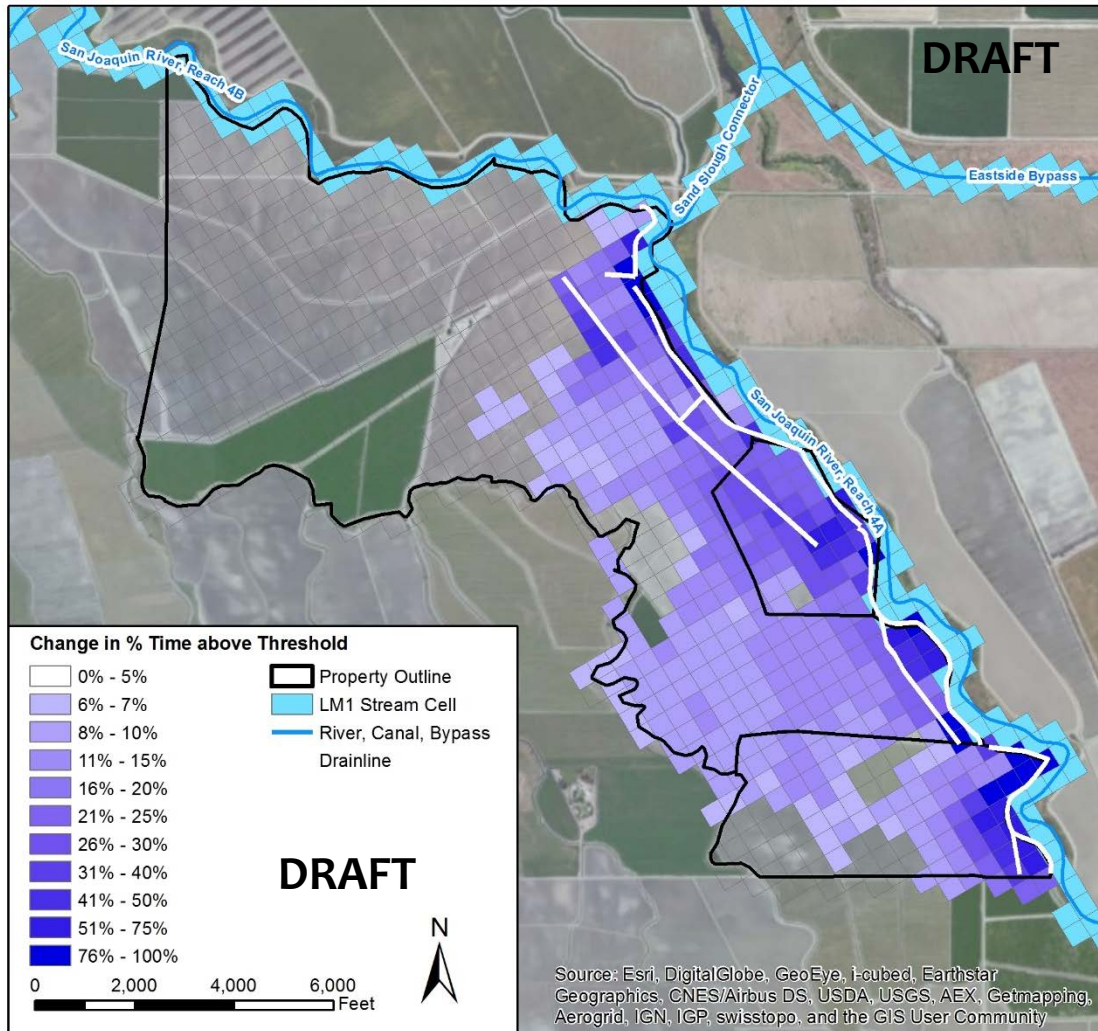 DRAFT
San Joaquin River, Reach 4B
Sand Slough Connector
Eastside Bypass
San Joaquin River, Reach 4A
Change in % Time above Threshold
0% - 5%
6% - 7%
8% - 10%
11% - 15%
16% - 20%
21% - 25%
26% - 30%
31% - 40%
41% - 50%
51% - 75%
76% - 100%
Property Outline
LM1 Stream Cell
River, Canal, Bypass
Drainline
DRAFT
N
0 2,000 4,000 6,000
Feet
Source: Esri, DigitalGlobe, GeoEye, i-cubed, Earthstar
Geographics, CNES/Airbus DS, USDA, USGS, AEX, Getmapping,
Aerogrid, IGN, IGP, swisstopo, and the GIS User Community